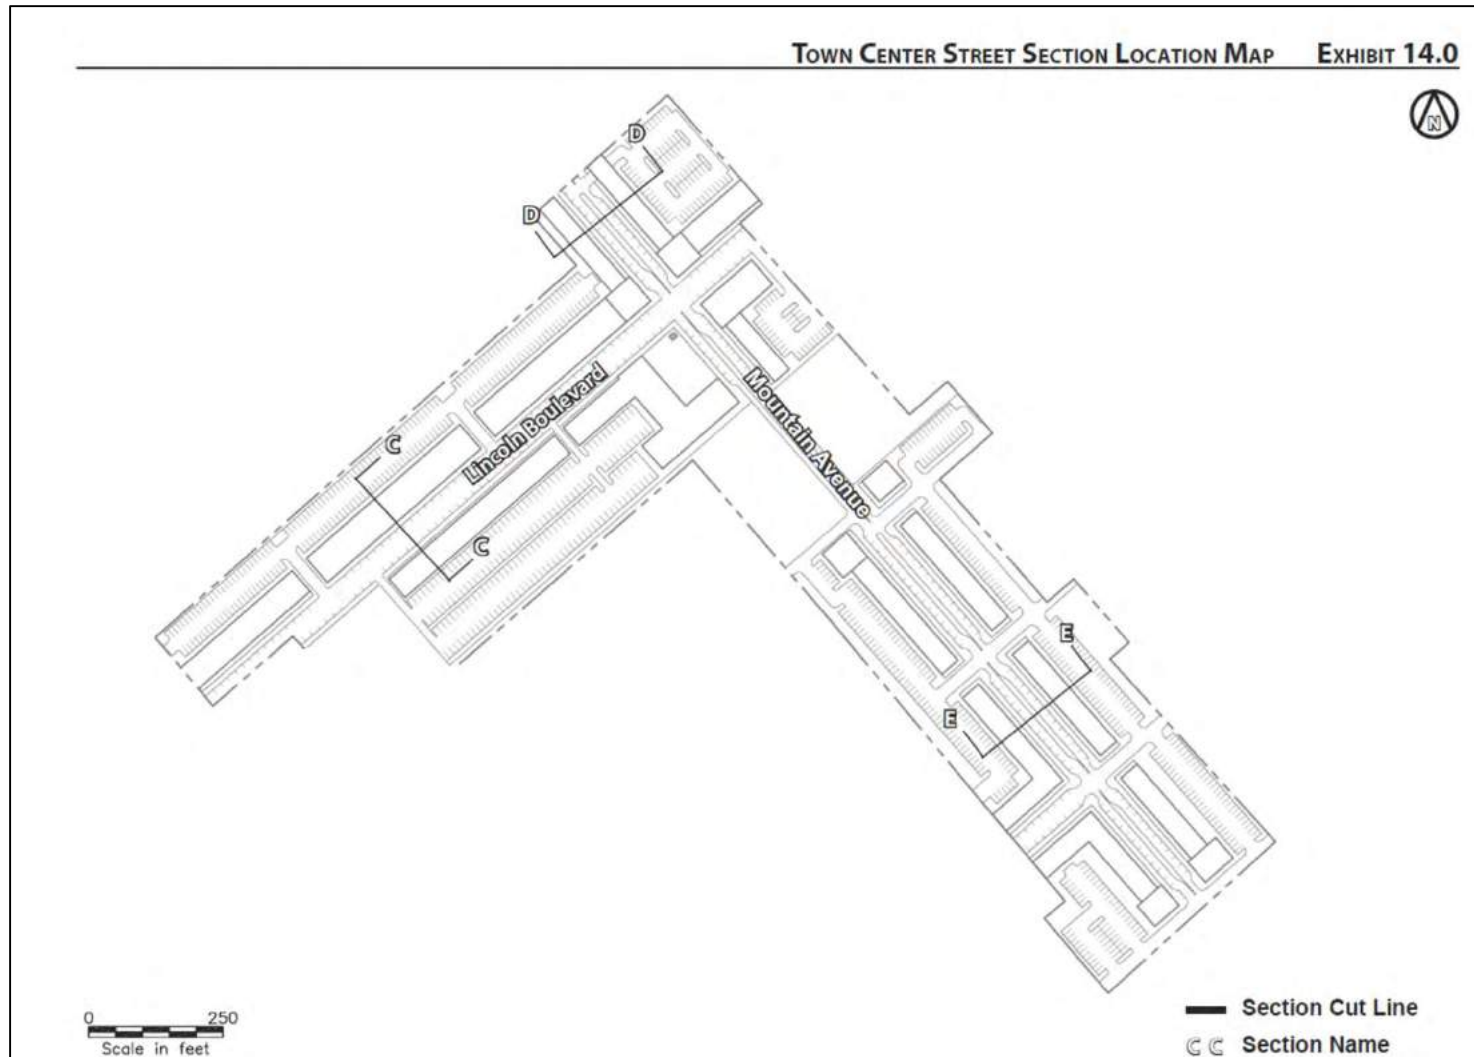 TOWN CENTER STREET SECTION LOCATION MAP EXHIBIT 14.0
N
D
D
Lincoln Boulevard
Mountain Avenue
C
C
E
E
0 250
Scale in feet
Section Cut Line
C C Section Name